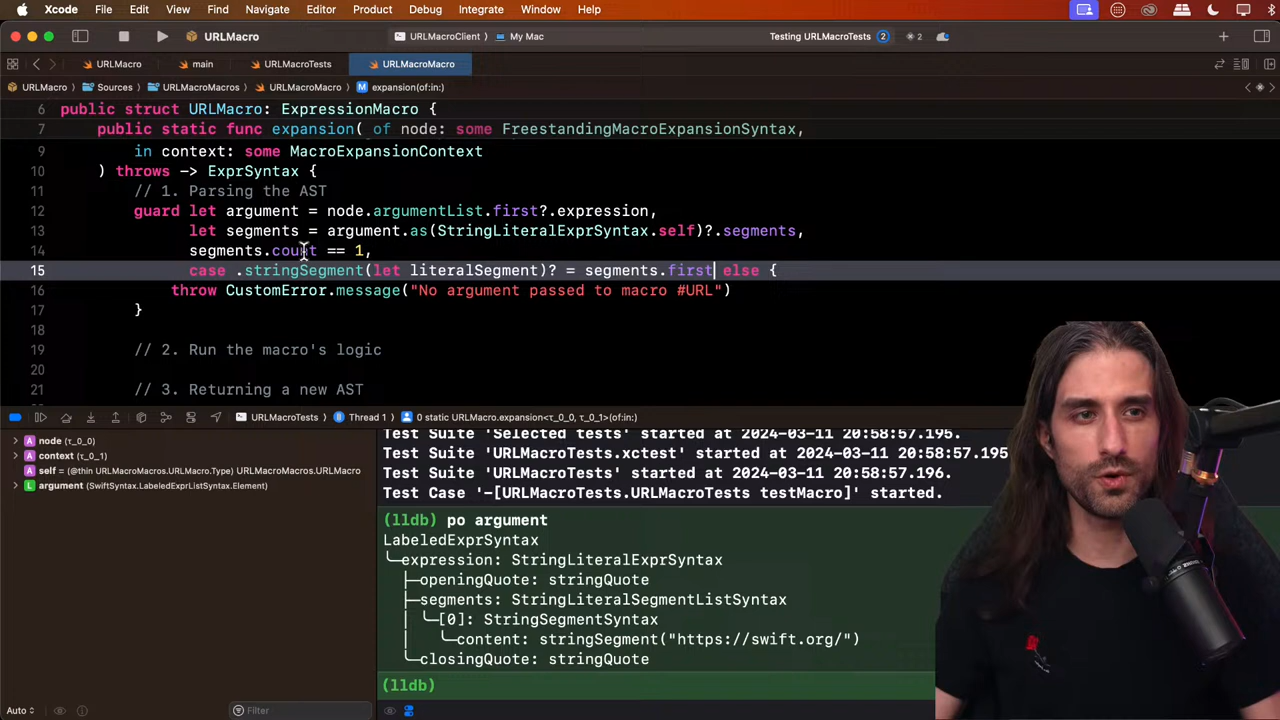 Xcode File Edit View Find Navigate Editor Product Debug Integrate Window Help
URLMacro URLMacroClient My Mac Testing URLMacroTests 2 2
URLMacro main URLMacroTests URLMacroMacro
URLMacro Sources URLMacroMacros URLMacroMacro M expansion(of:in:)
6 public struct URLMacro: ExpressionMacro {
7 public static func expansion( of node: some FreestandingMacroExpansionSyntax,
9 in context: some MacroExpansionContext
10 ) throws -> ExprSyntax {
11 // 1. Parsing the AST
12 guard let argument = node.argumentList.first?.expression,
13 let segments = argument.as(StringLiteralExprSyntax.self)?.segments,
14 segments.count == 1,
15 case .stringSegment(let literalSegment)? = segments.first else {
16 throw CustomError.message("No argument passed to macro #URL")
17 }
18
19 // 2. Run the macro's logic
20
21 // 3. Returning a new AST
URLMacroTests Thread 1 0 static URLMacro.expansion<τ_0_0, τ_0_1>(of:in:)
A node (τ_0_0)
A context (τ_0_1)
A self = (@thin URLMacroMacros.URLMacro.Type) URLMacroMacros.URLMacro
L argument (SwiftSyntax.LabeledExprListSyntax.Element)
Test Suite 'Selected tests' started at 2024-03-11 20:58:57.195.
Test Suite 'URLMacroTests.xctest' started at 2024-03-11 20:58:57.195
Test Suite 'URLMacroTests' started at 2024-03-11 20:58:57.196.
Test Case '-[URLMacroTests.URLMacroTests testMacro]' started.
(lldb) po argument
LabeledExprSyntax
╰─expression: StringLiteralExprSyntax
├─openingQuote: stringQuote
├─segments: StringLiteralSegmentListSyntax
│ ╰─[0]: StringSegmentSyntax
│ ╰─content: stringSegment("https://swift.org/")
╰─closingQuote: stringQuote
(lldb)
Auto Filter